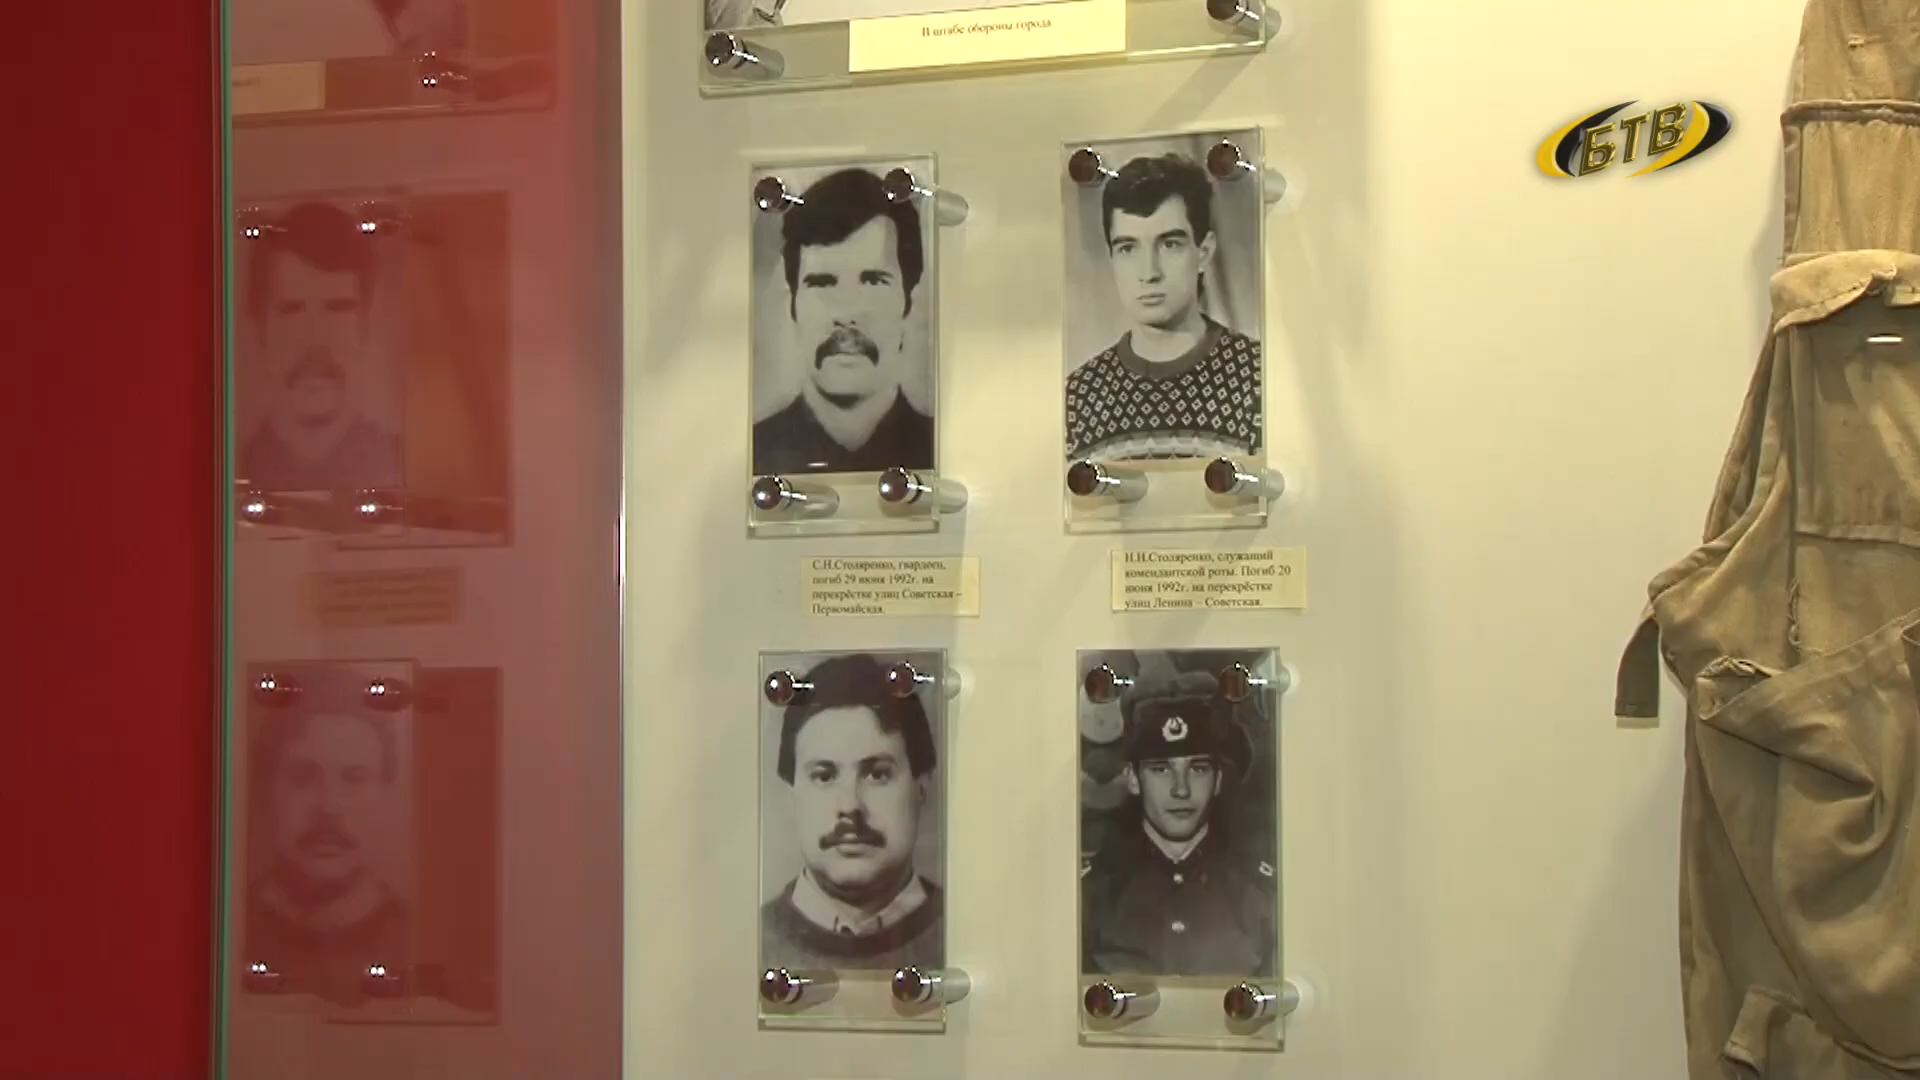 В штабе обороны города
БТВ
С.Н.Столяренко, гвардеец,
погиб 29 июня 1992г. на
перекрёстке улиц Советская –
Первомайская.
Н.Н.Столяренко, служащий
комендантской роты. Погиб 20
июня 1992г. на перекрёстке
улиц Ленина – Советская.